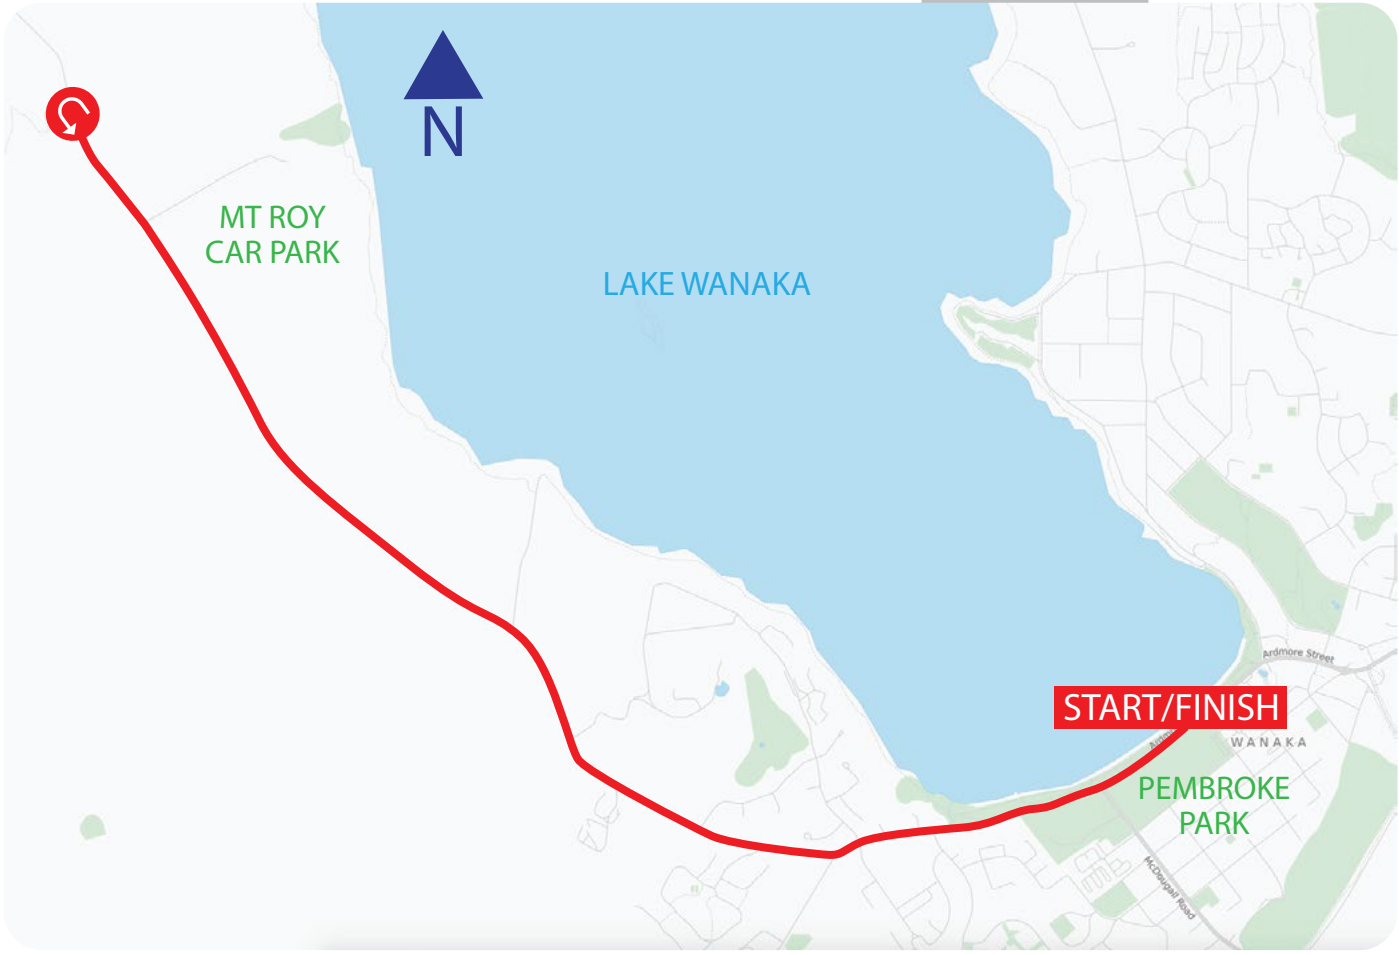 N
MT ROY
CAR PARK
LAKE WANAKA
Ardmore Street
START/FINISH
WANAKA
PEMBROKE
PARK
McDougall Road